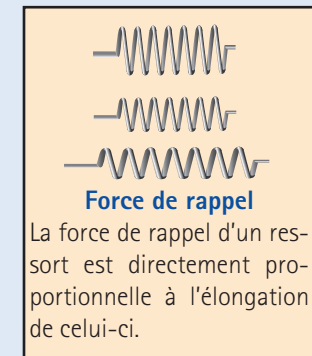 Force de rappel
La force de rappel d'un res-
sort est directement pro-
portionnelle à l'élongation
de celui-ci.